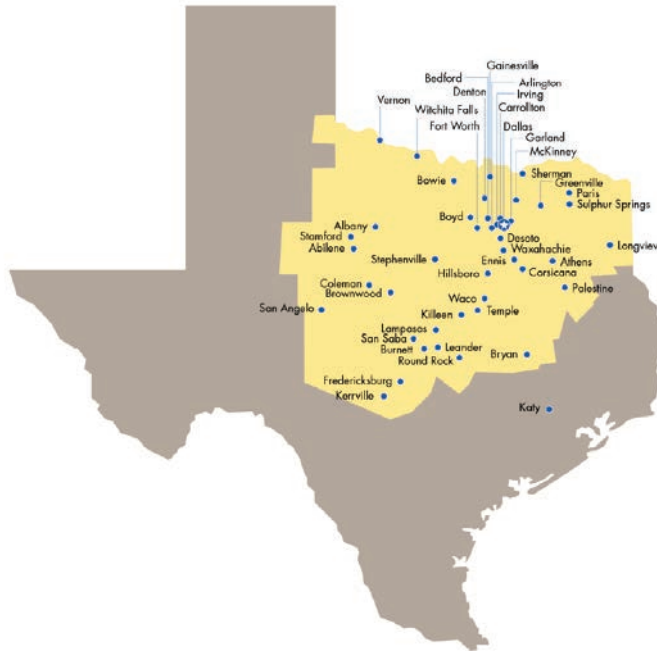 Gainesville
Bedford
Arlington
Denton
Irving
Vernon
Carrollton
Witchita Falls
Fort Worth
Dallas
Garland
McKinney
Bowie
Sherman
Greenville
Paris
Sulphur Springs
Boyd
Albany
Stamford
Abilene
Desoto
Waxahachie
Longview
Stephenville
Ennis
Athens
Hillsboro
Corsicana
Coleman
Brownwood
Palestine
San Angelo
Waco
Killeen
Temple
Lampasas
San Saba
Burnett
Leander
Round Rock
Bryan
Fredericksburg
Kerrville
Katy